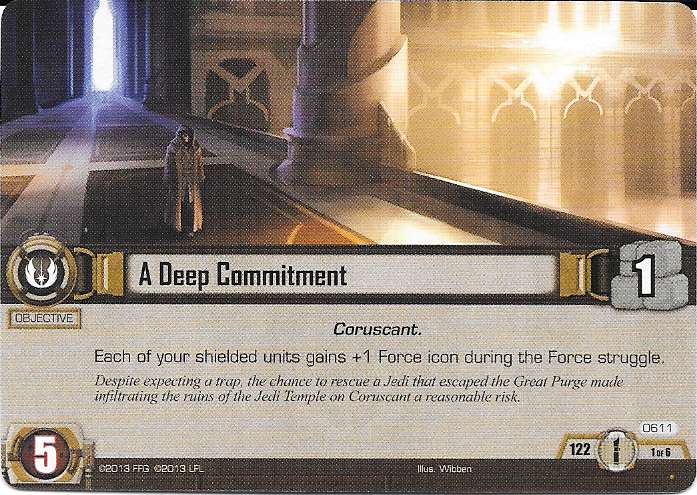 A Deep Commitment
1
OBJECTIVE
Coruscant.
Each of your shielded units gains +1 Force icon during the Force struggle.
Despite expecting a trap, the chance to rescue a Jedi that escaped the Great Purge made
infiltrating the ruins of the Jedi Temple on Coruscant a reasonable risk.
5
©2013 FFG ©2013 LFL
Illus. Wibben
0611
122
1 OF 6